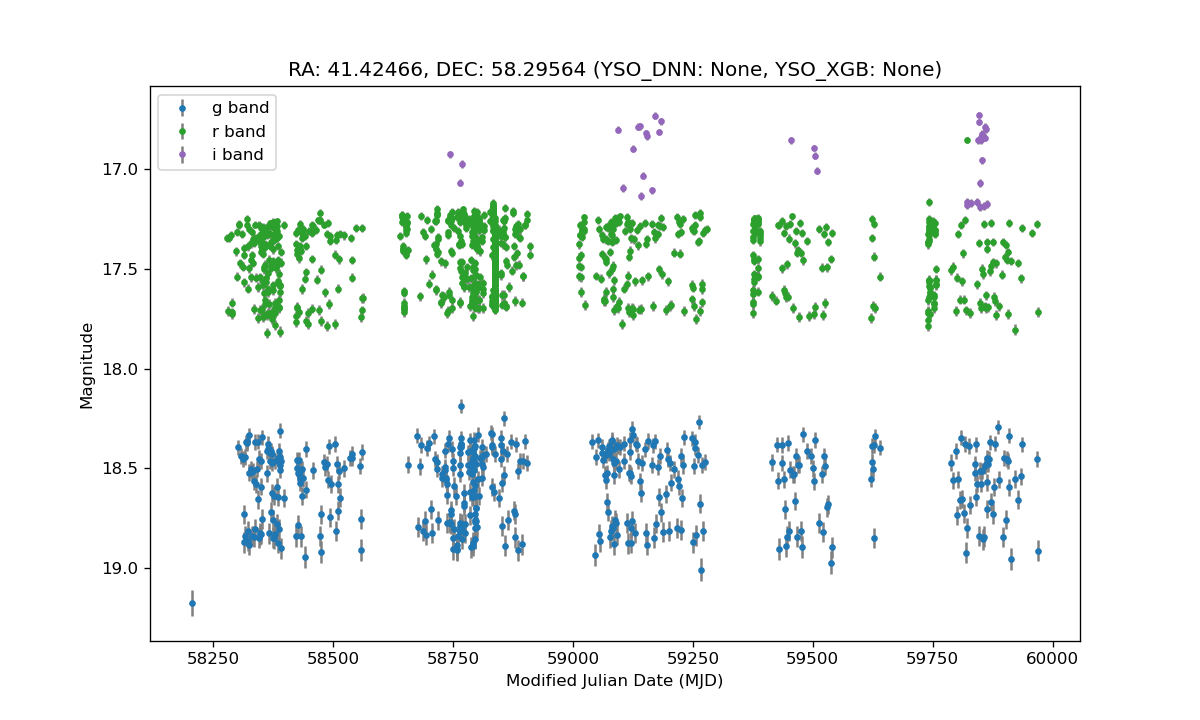 RA: 41.42466, DEC: 58.29564 (YSO_DNN: None, YSO_XGB: None)
g band
r band
i band
17.0
17.5
18.0
18.5
19.0
Magnitude
58250 58500 58750 59000 59250 59500 59750 60000
Modified Julian Date (MJD)